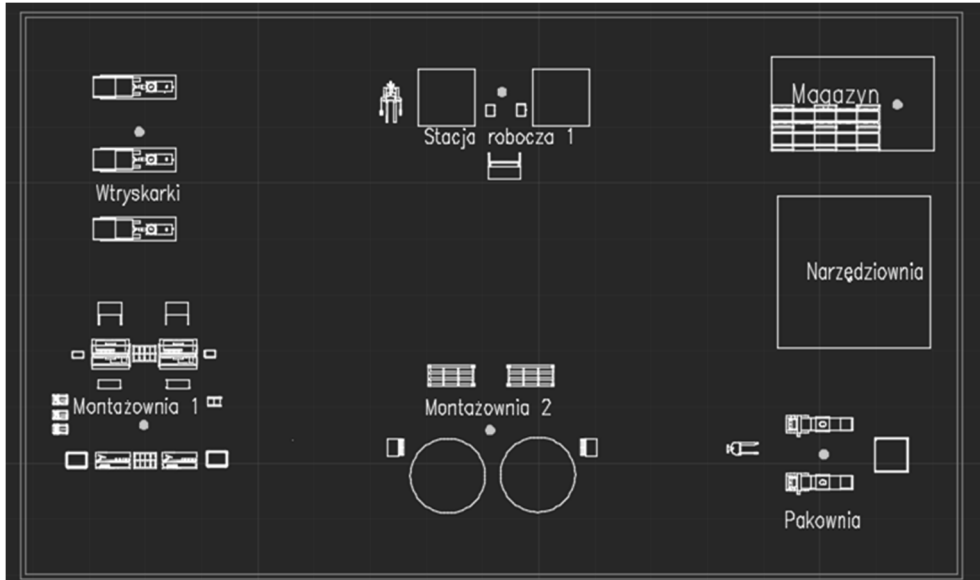 Magazyn
Stacja robocza 1
Wtryskarki
Narzędziownia
Montażownia 1
Montażownia 2
Pakownia